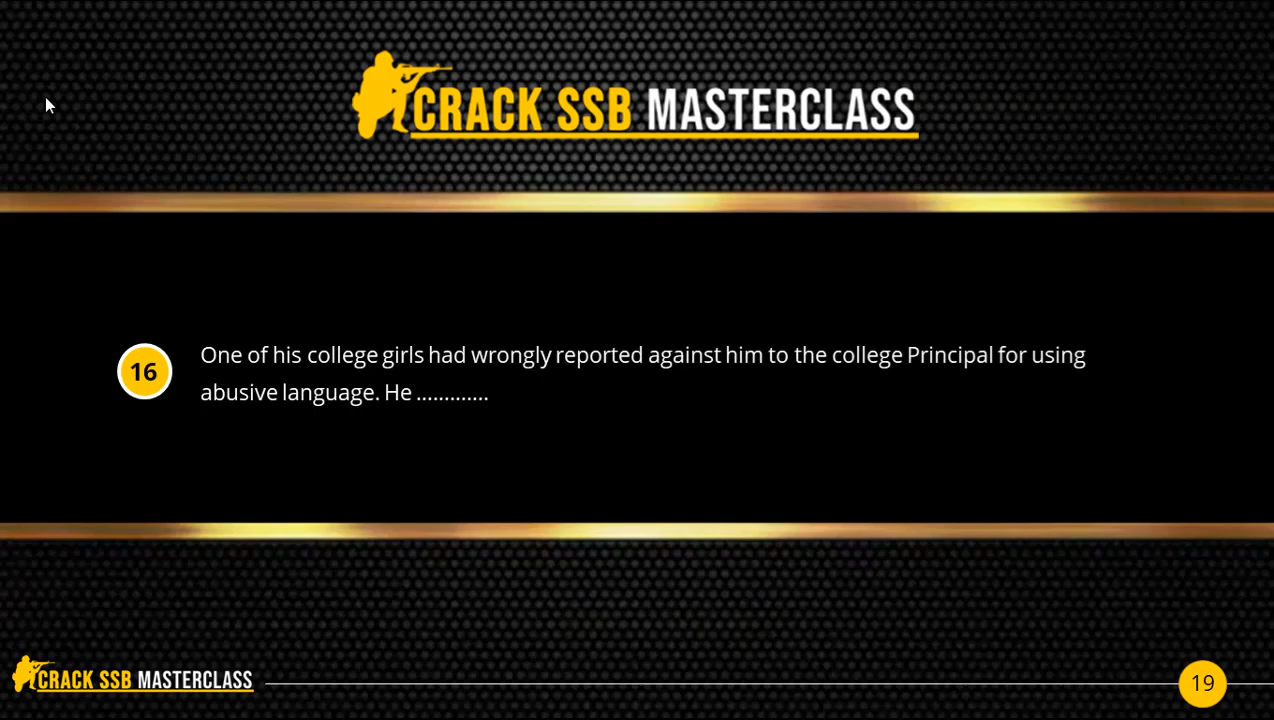 CRACK SSB MASTERCLASS
16
One of his college girls had wrongly reported against him to the college Principal for using
abusive language. He .............
CRACK SSB MASTERCLASS
19